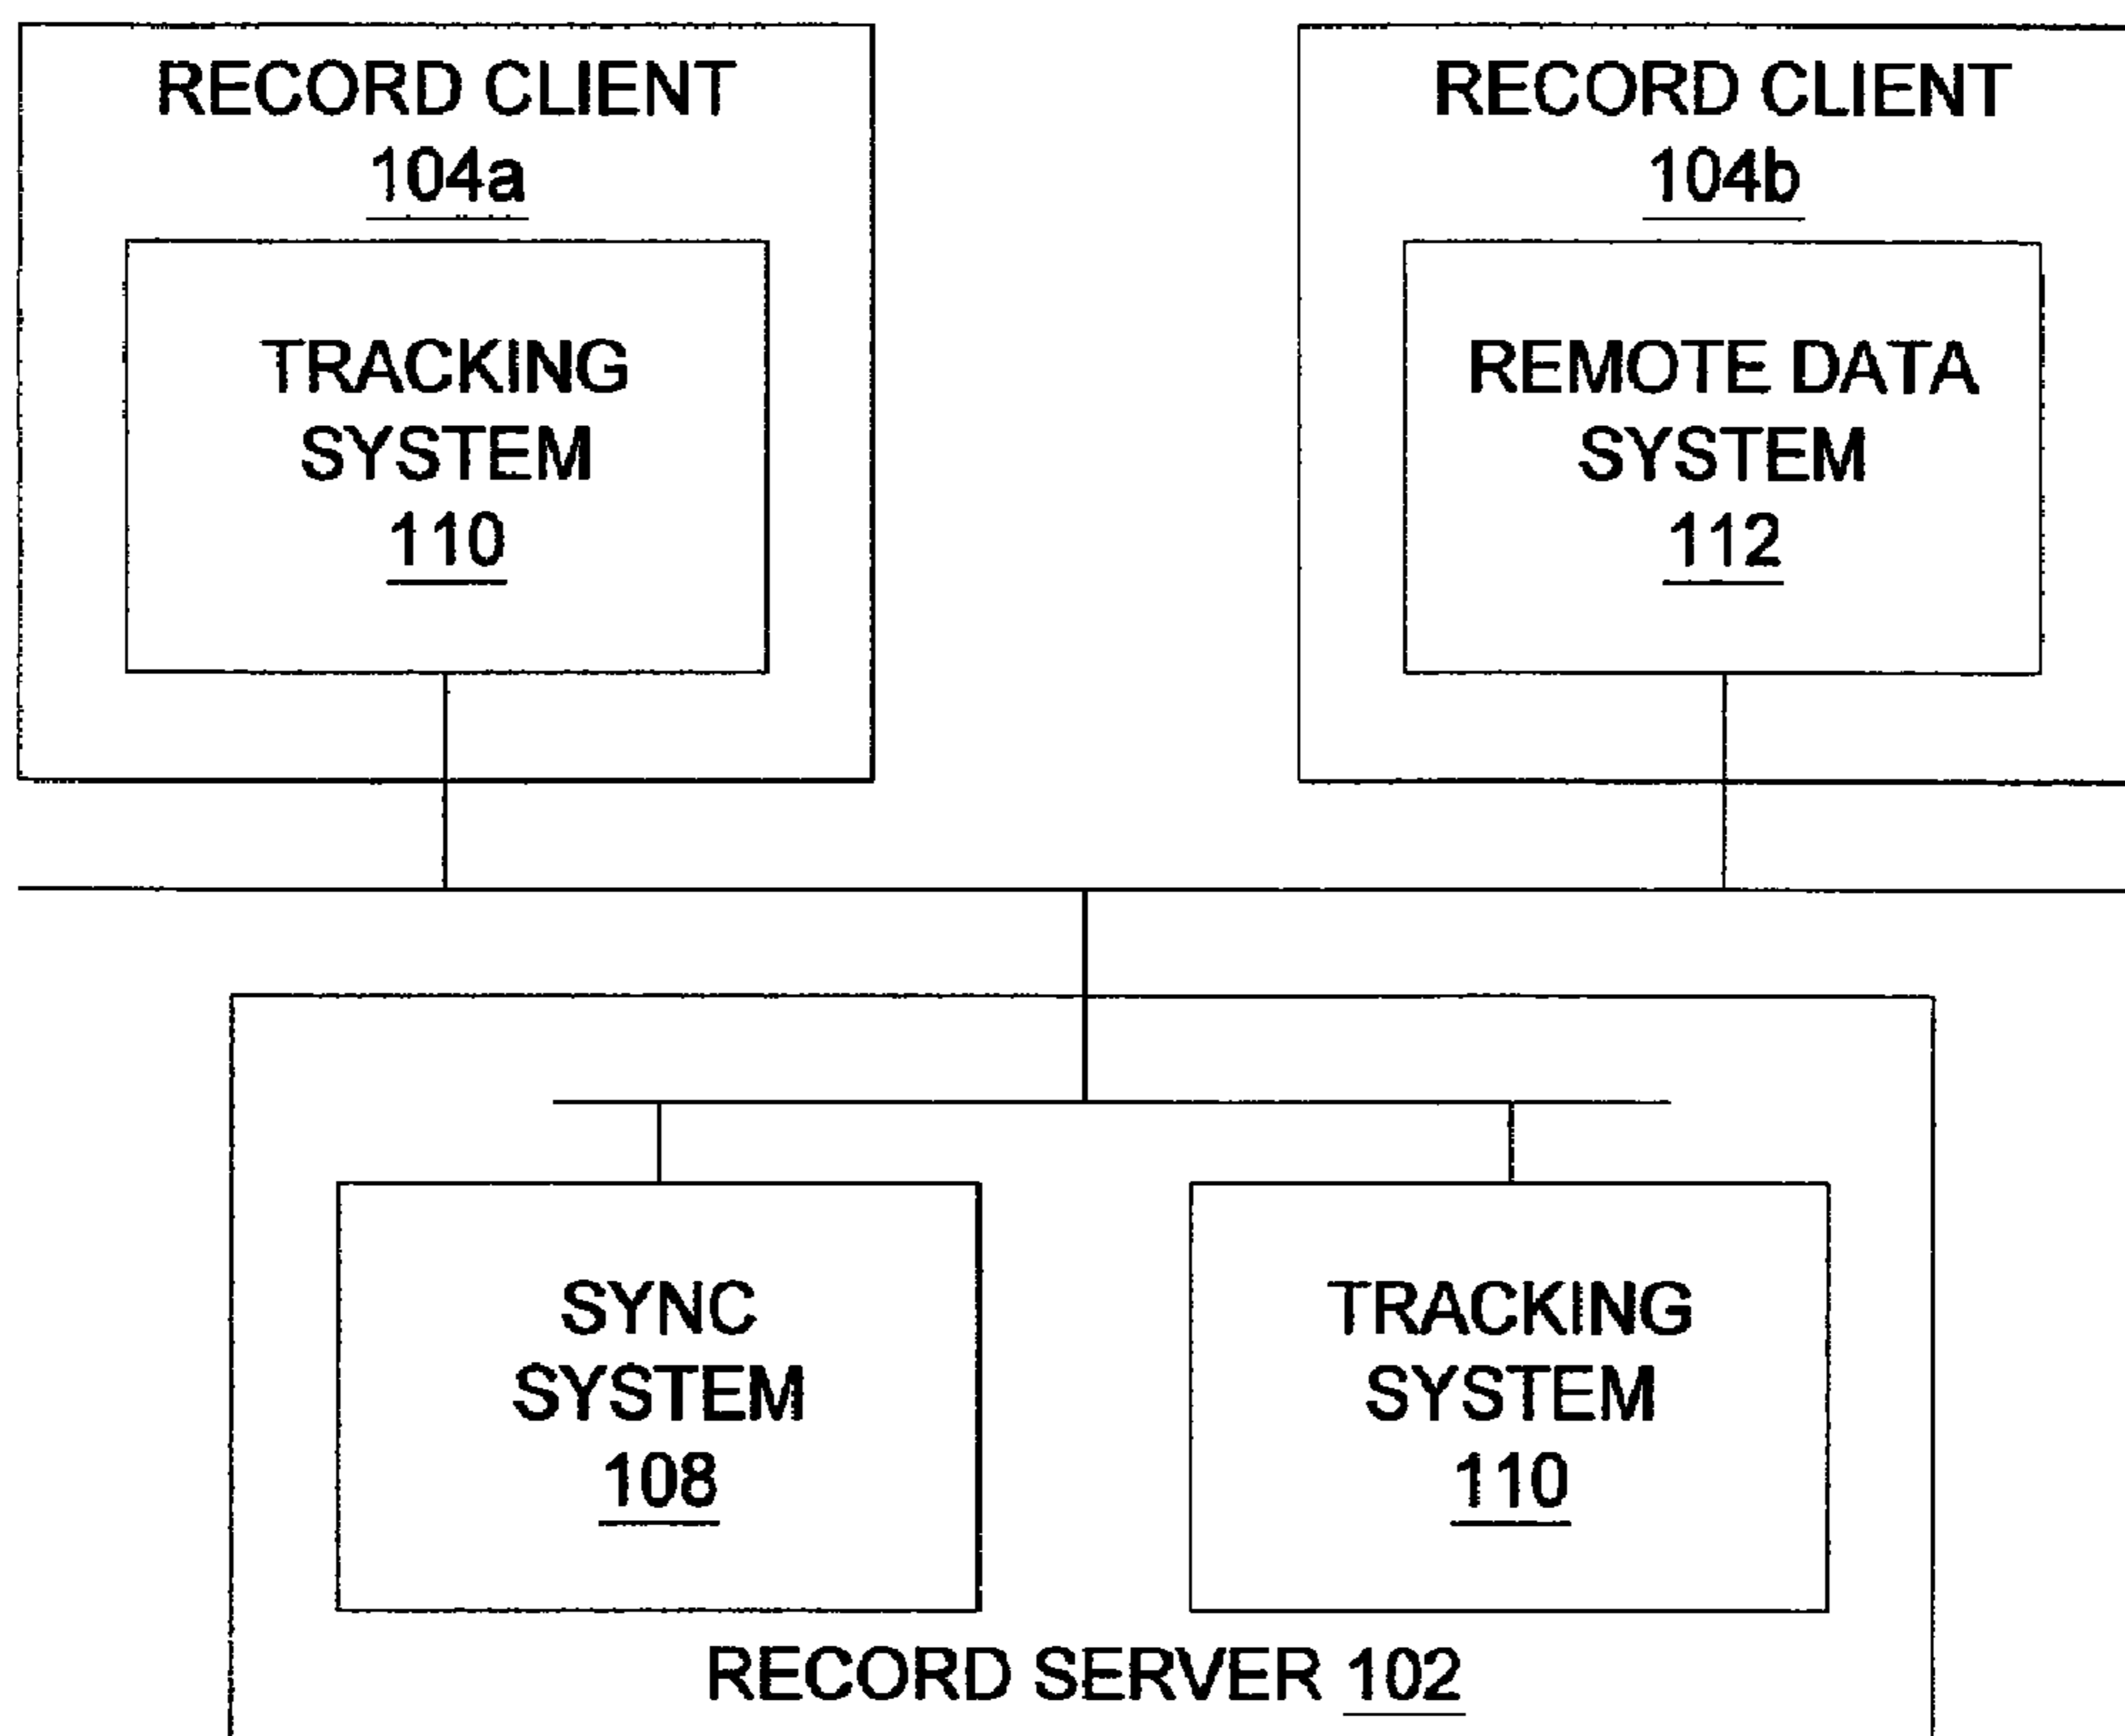 RECORD CLIENT
104a
TRACKING
SYSTEM
110
RECORD CLIENT
104b
REMOTE DATA
SYSTEM
112
SYNC
SYSTEM
108
TRACKING
SYSTEM
110
RECORD SERVER 102